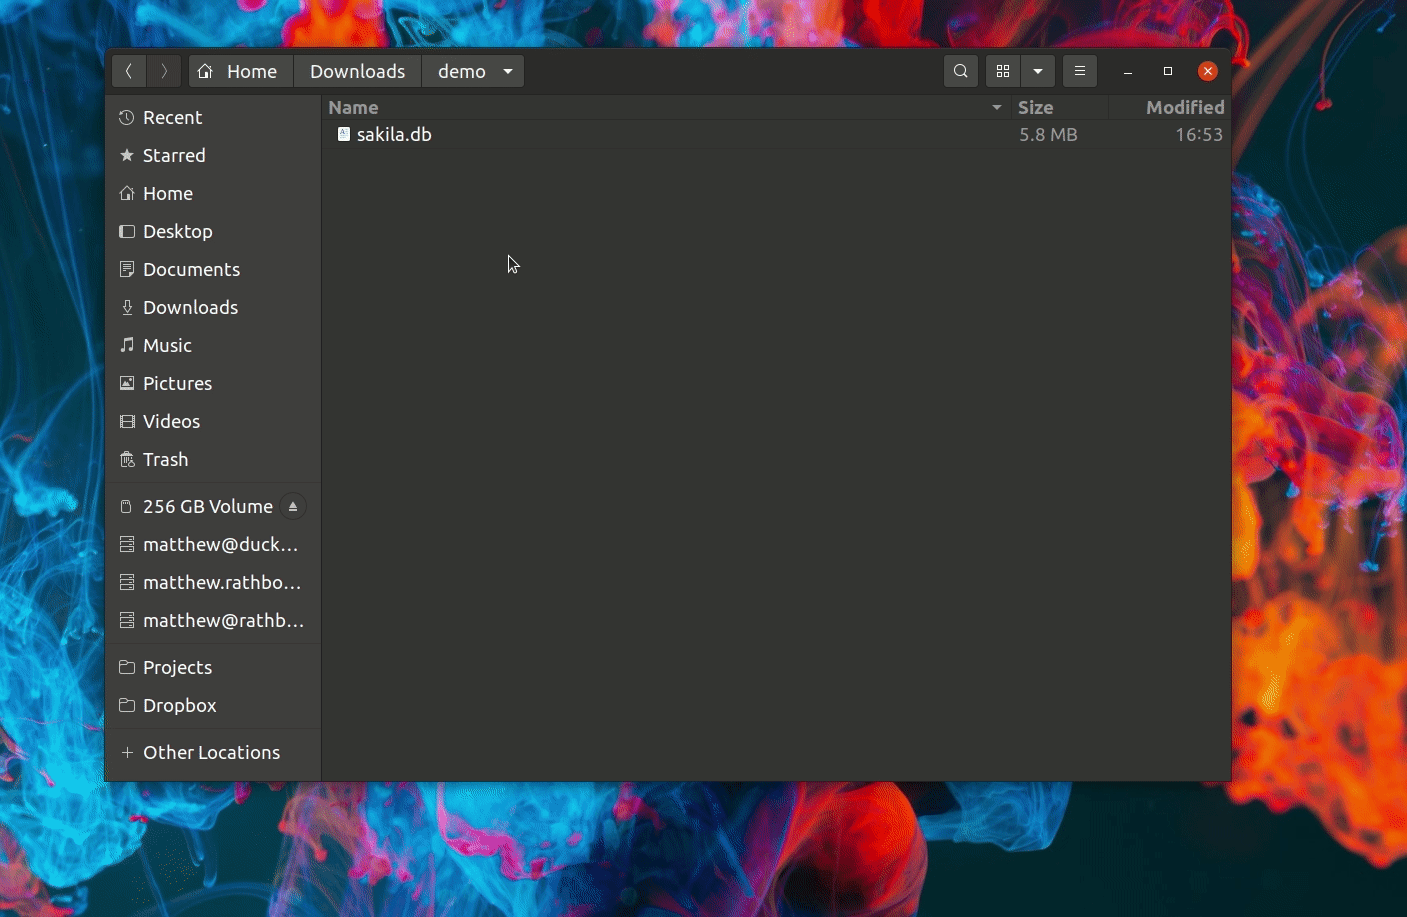 Home Downloads demo
Name Size Modified
sakila.db 5.8 MB 16:53
Recent
Starred
Home
Desktop
Documents
Downloads
Music
Pictures
Videos
Trash
256 GB Volume
matthew@duck...
matthew.rathbo...
matthew@rathb...
Projects
Dropbox
Other Locations